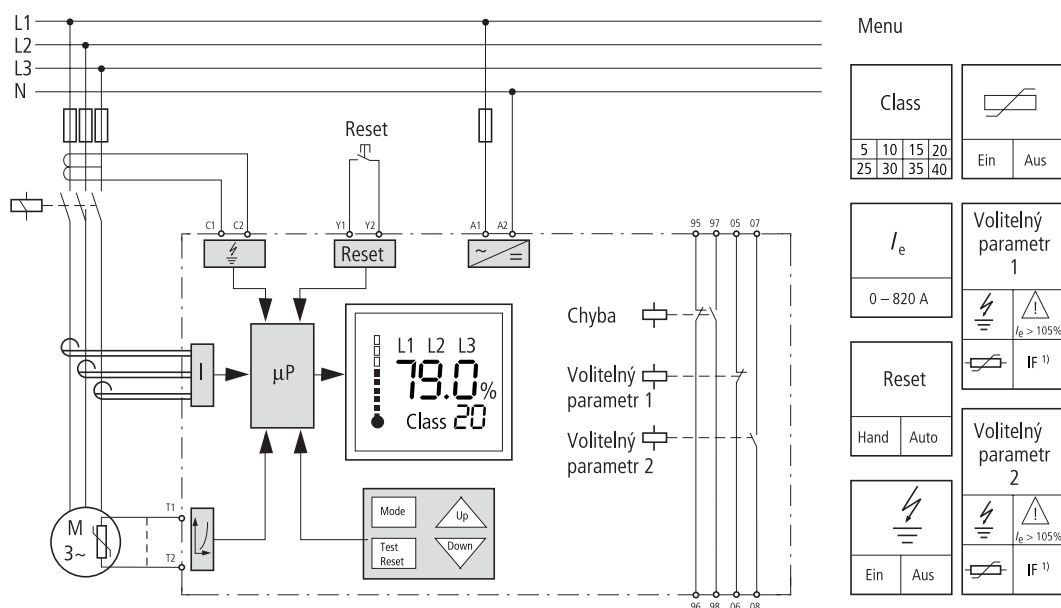 L1
L2
L3
N
Reset
C1 C2 Y1 Y2 A1 A2 95 97 05 07
Reset
~ =
Chyba
I
µP
L1 L2 L3
79.0%
Class 20
Volitelný
parametr 1
Volitelný
parametr 2
T1
T2
M
3~
Mode
Up
Test
Reset
Down
96 98 06 08
Menu
Class
5 10 15 20
25 30 35 40
Ein Aus
Ie
0 – 820 A
Volitelný
parametr
1
Ie > 105%
IF 1)
Reset
Hand Auto
Volitelný
parametr
2
Ie > 105%
IF 1)
Ein Aus